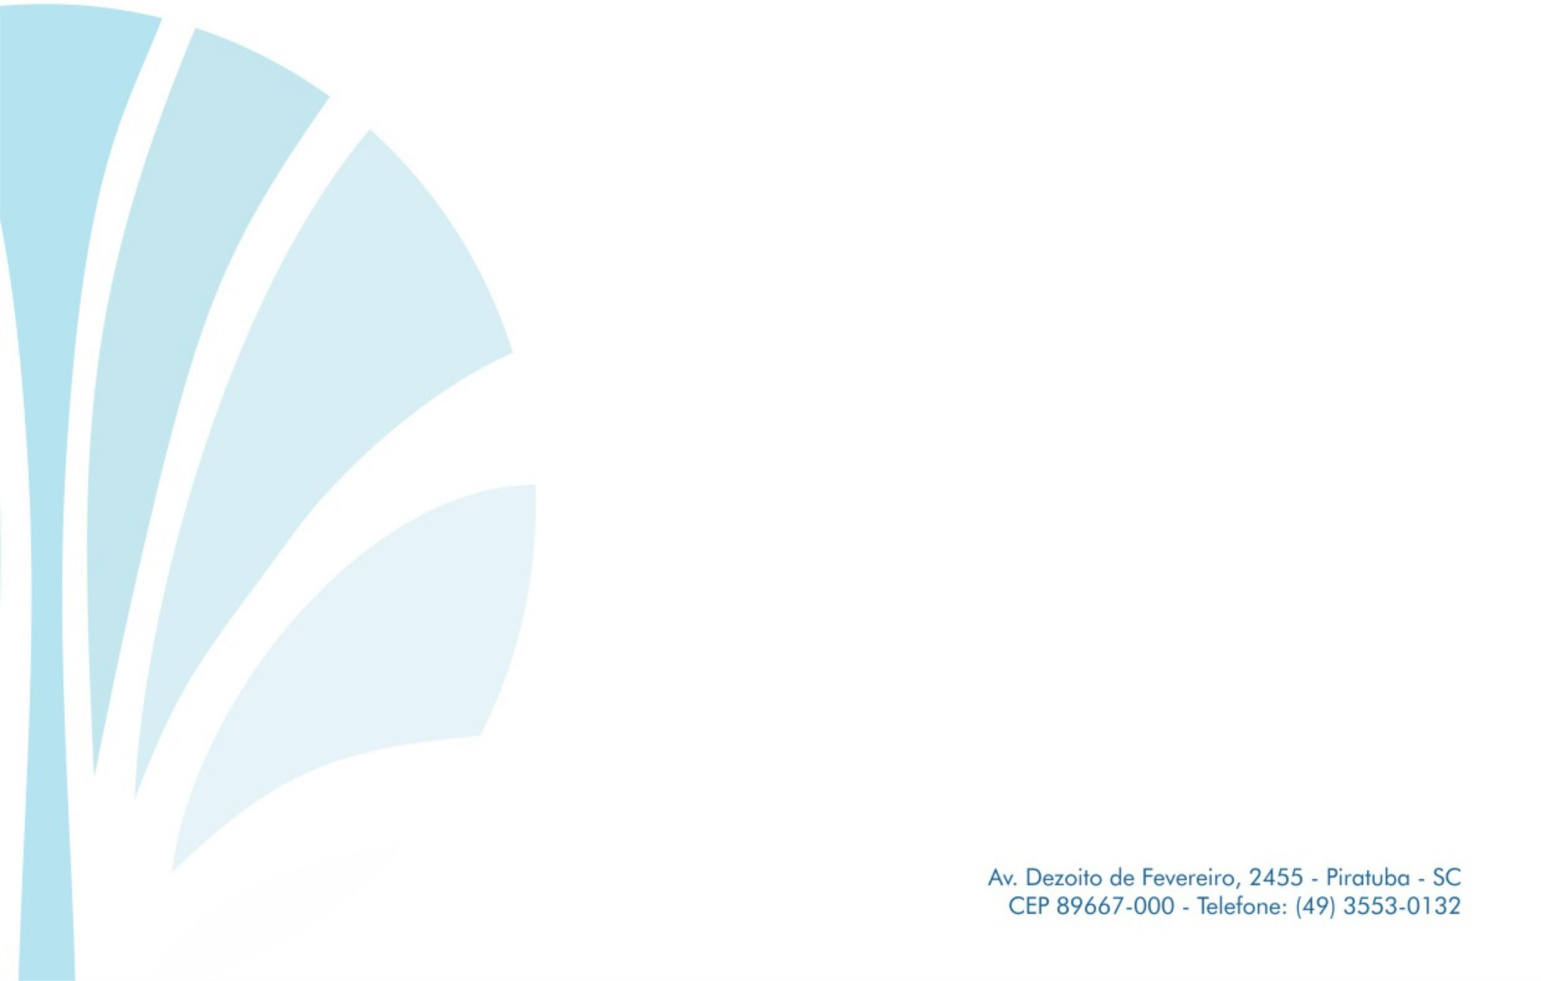 Av. Dezoito de Fevereiro, 2455 - Piratuba - SC
CEP 89667-000 - Telefone: (49) 3553-0132